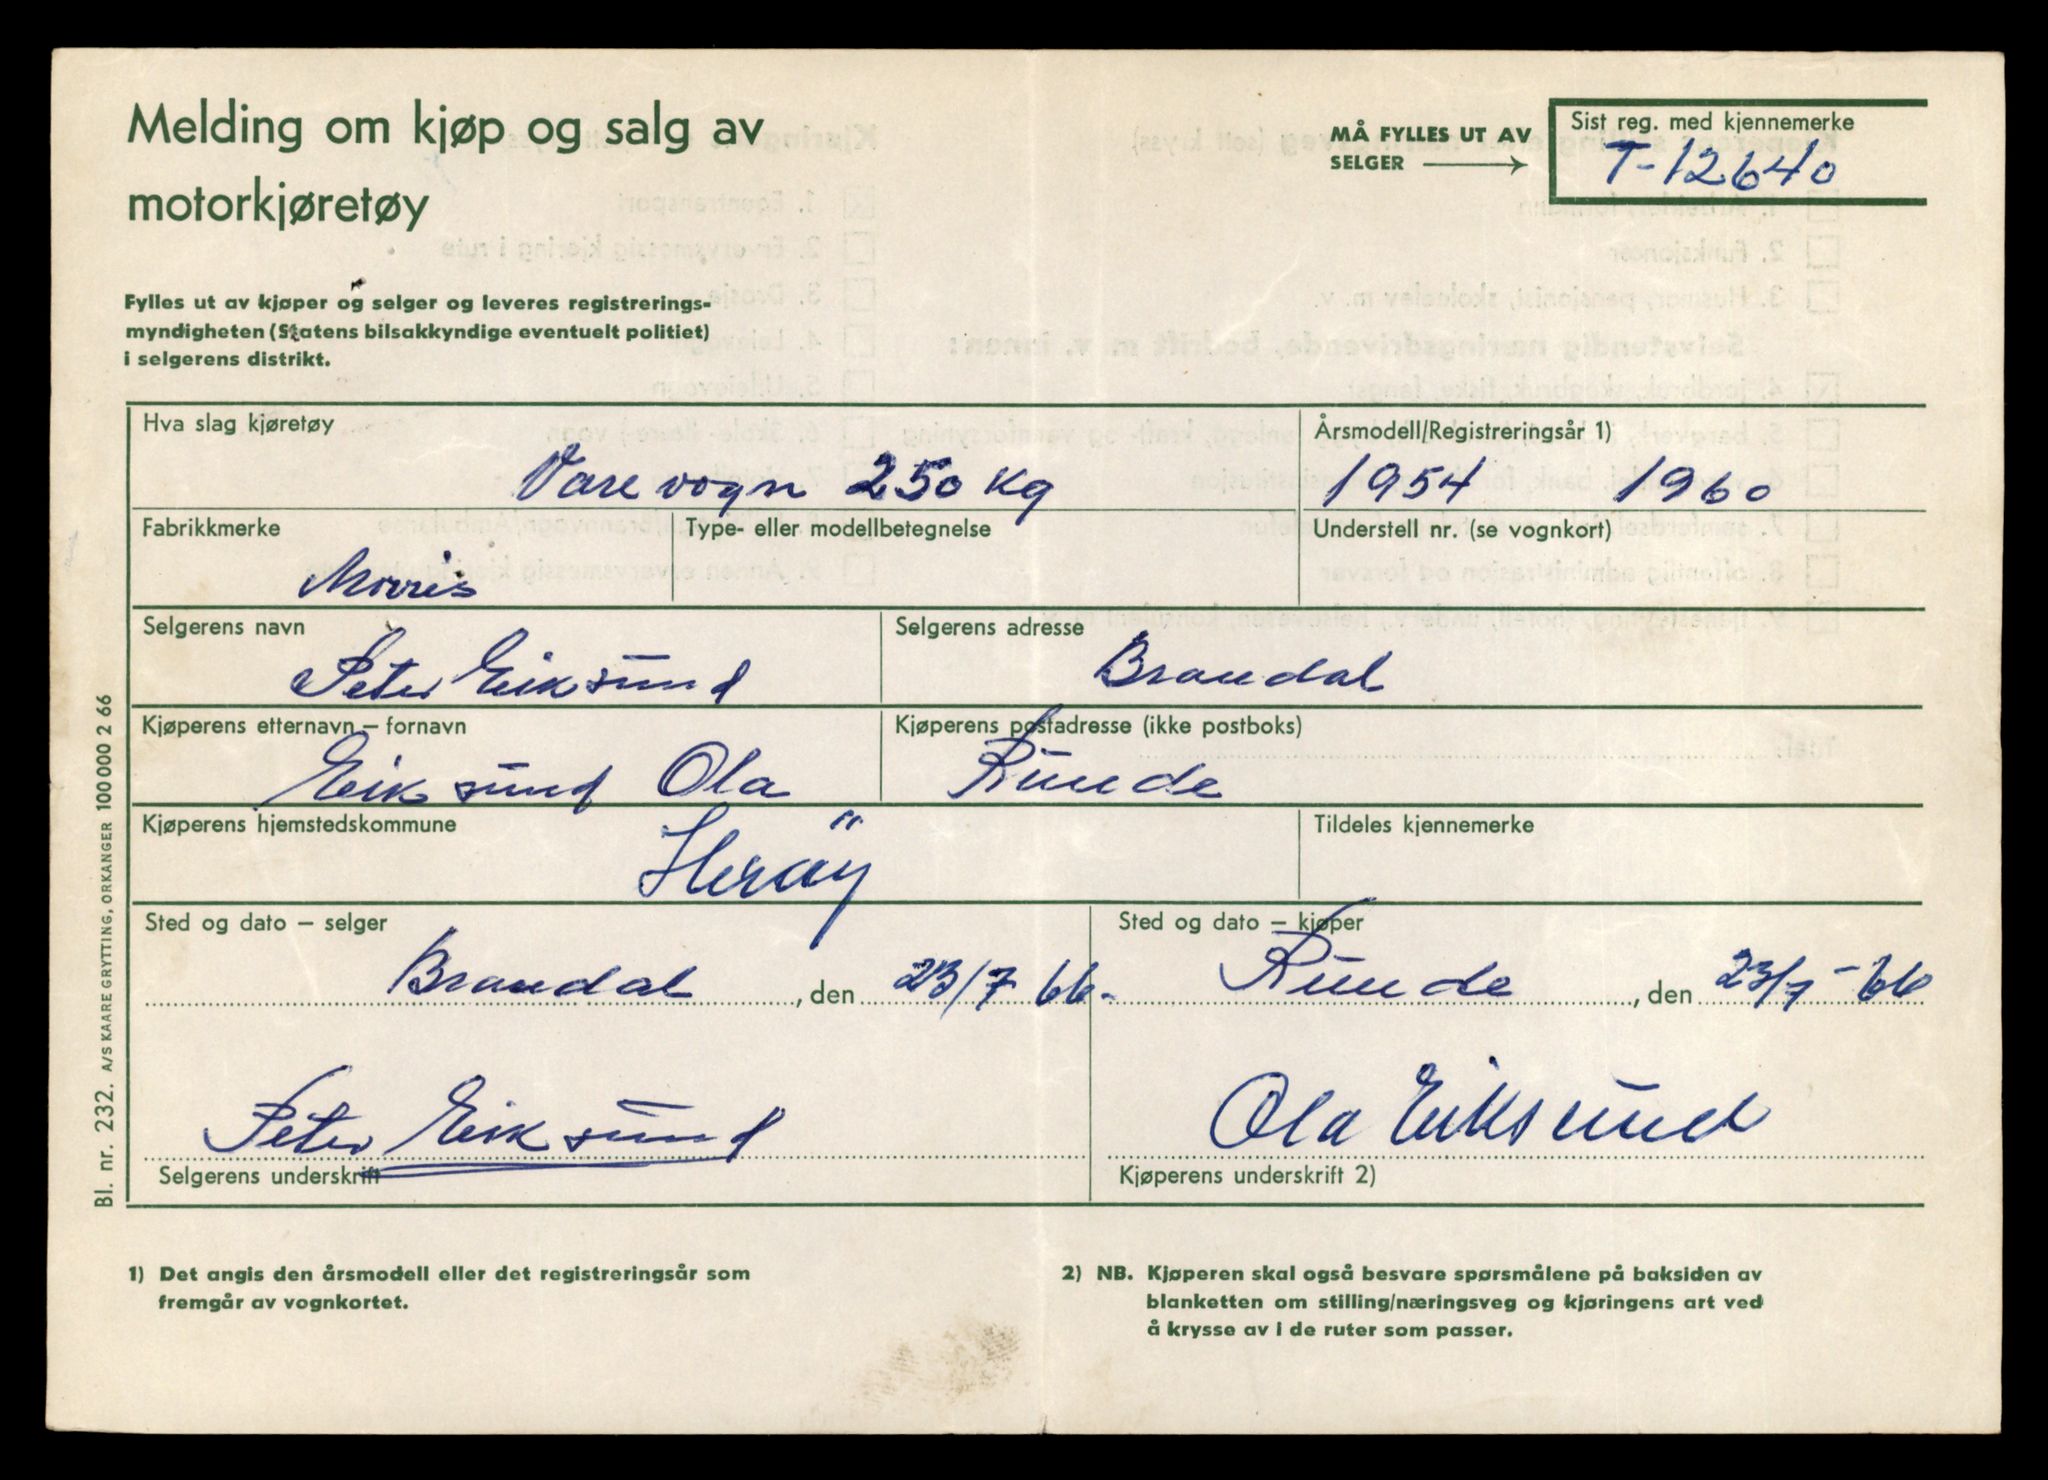 Melding om kjøp og salg av
motorkjøretøy
MÅ FYLLES UT AV
SELGER
Sist reg. med kjennemerke
T-12640
Fylles ut av kjøper og selger og leveres registrerings-
myndigheten (Statens bilsakkyndige eventuelt politiet)
i selgerens distrikt.
Hva slag kjøretøy
Varevogn 250 kg
Årsmodell/Registreringsår 1)
1954 1960
Fabrikkmerke
Morris
Type- eller modellbetegnelse
Understell nr. (se vognkort)
Selgerens navn
Peter Eiksund
Selgerens adresse
Brandal
Kjøperens etternavn – fornavn
Eiksund Ola
Kjøperens postadresse (ikke postboks)
Runde
Kjøperens hjemstedskommune
Heröy
Tildeles kjennemerke
Sted og dato – selger
Brandal, den 23/7 66-
Sted og dato – kjøper
Runde, den 23/7-66
Peter Eiksund
Selgerens underskrift
Ola Eiksund
Kjøperens underskrift 2)
1) Det angis den årsmodell eller det registreringsår som
fremgår av vognkortet.
2) NB. Kjøperen skal også besvare spørsmålene på baksiden av
blanketten om stilling/næringsveg og kjøringens art ved
å krysse av i de ruter som passer.
Bl. nr. 232. A/S KAARE GRYTTING, ORKANGER 100 000 2 66